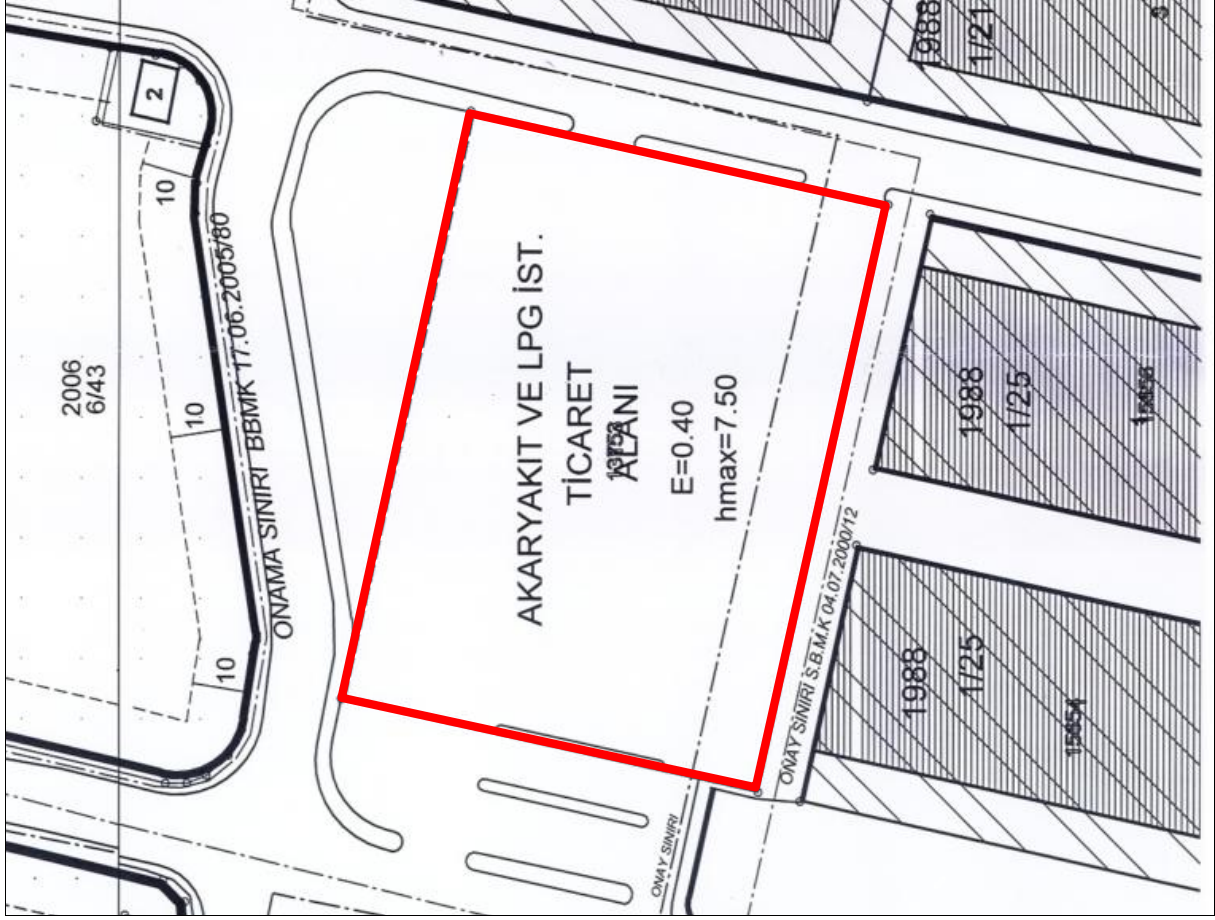 2
10
10
10
2006
6/43
ONAMA SINIRI BBMK 17.06.2005/80
AKARYAKIT VE LPG İST.
TİCARET
ALANI
E=0.40
hmax=7.50
ONAY SINIRI S.B.M.K 04.07.2000/12
ONAY SINIRI
1988
1/21
1988
1/25
1988
1/25